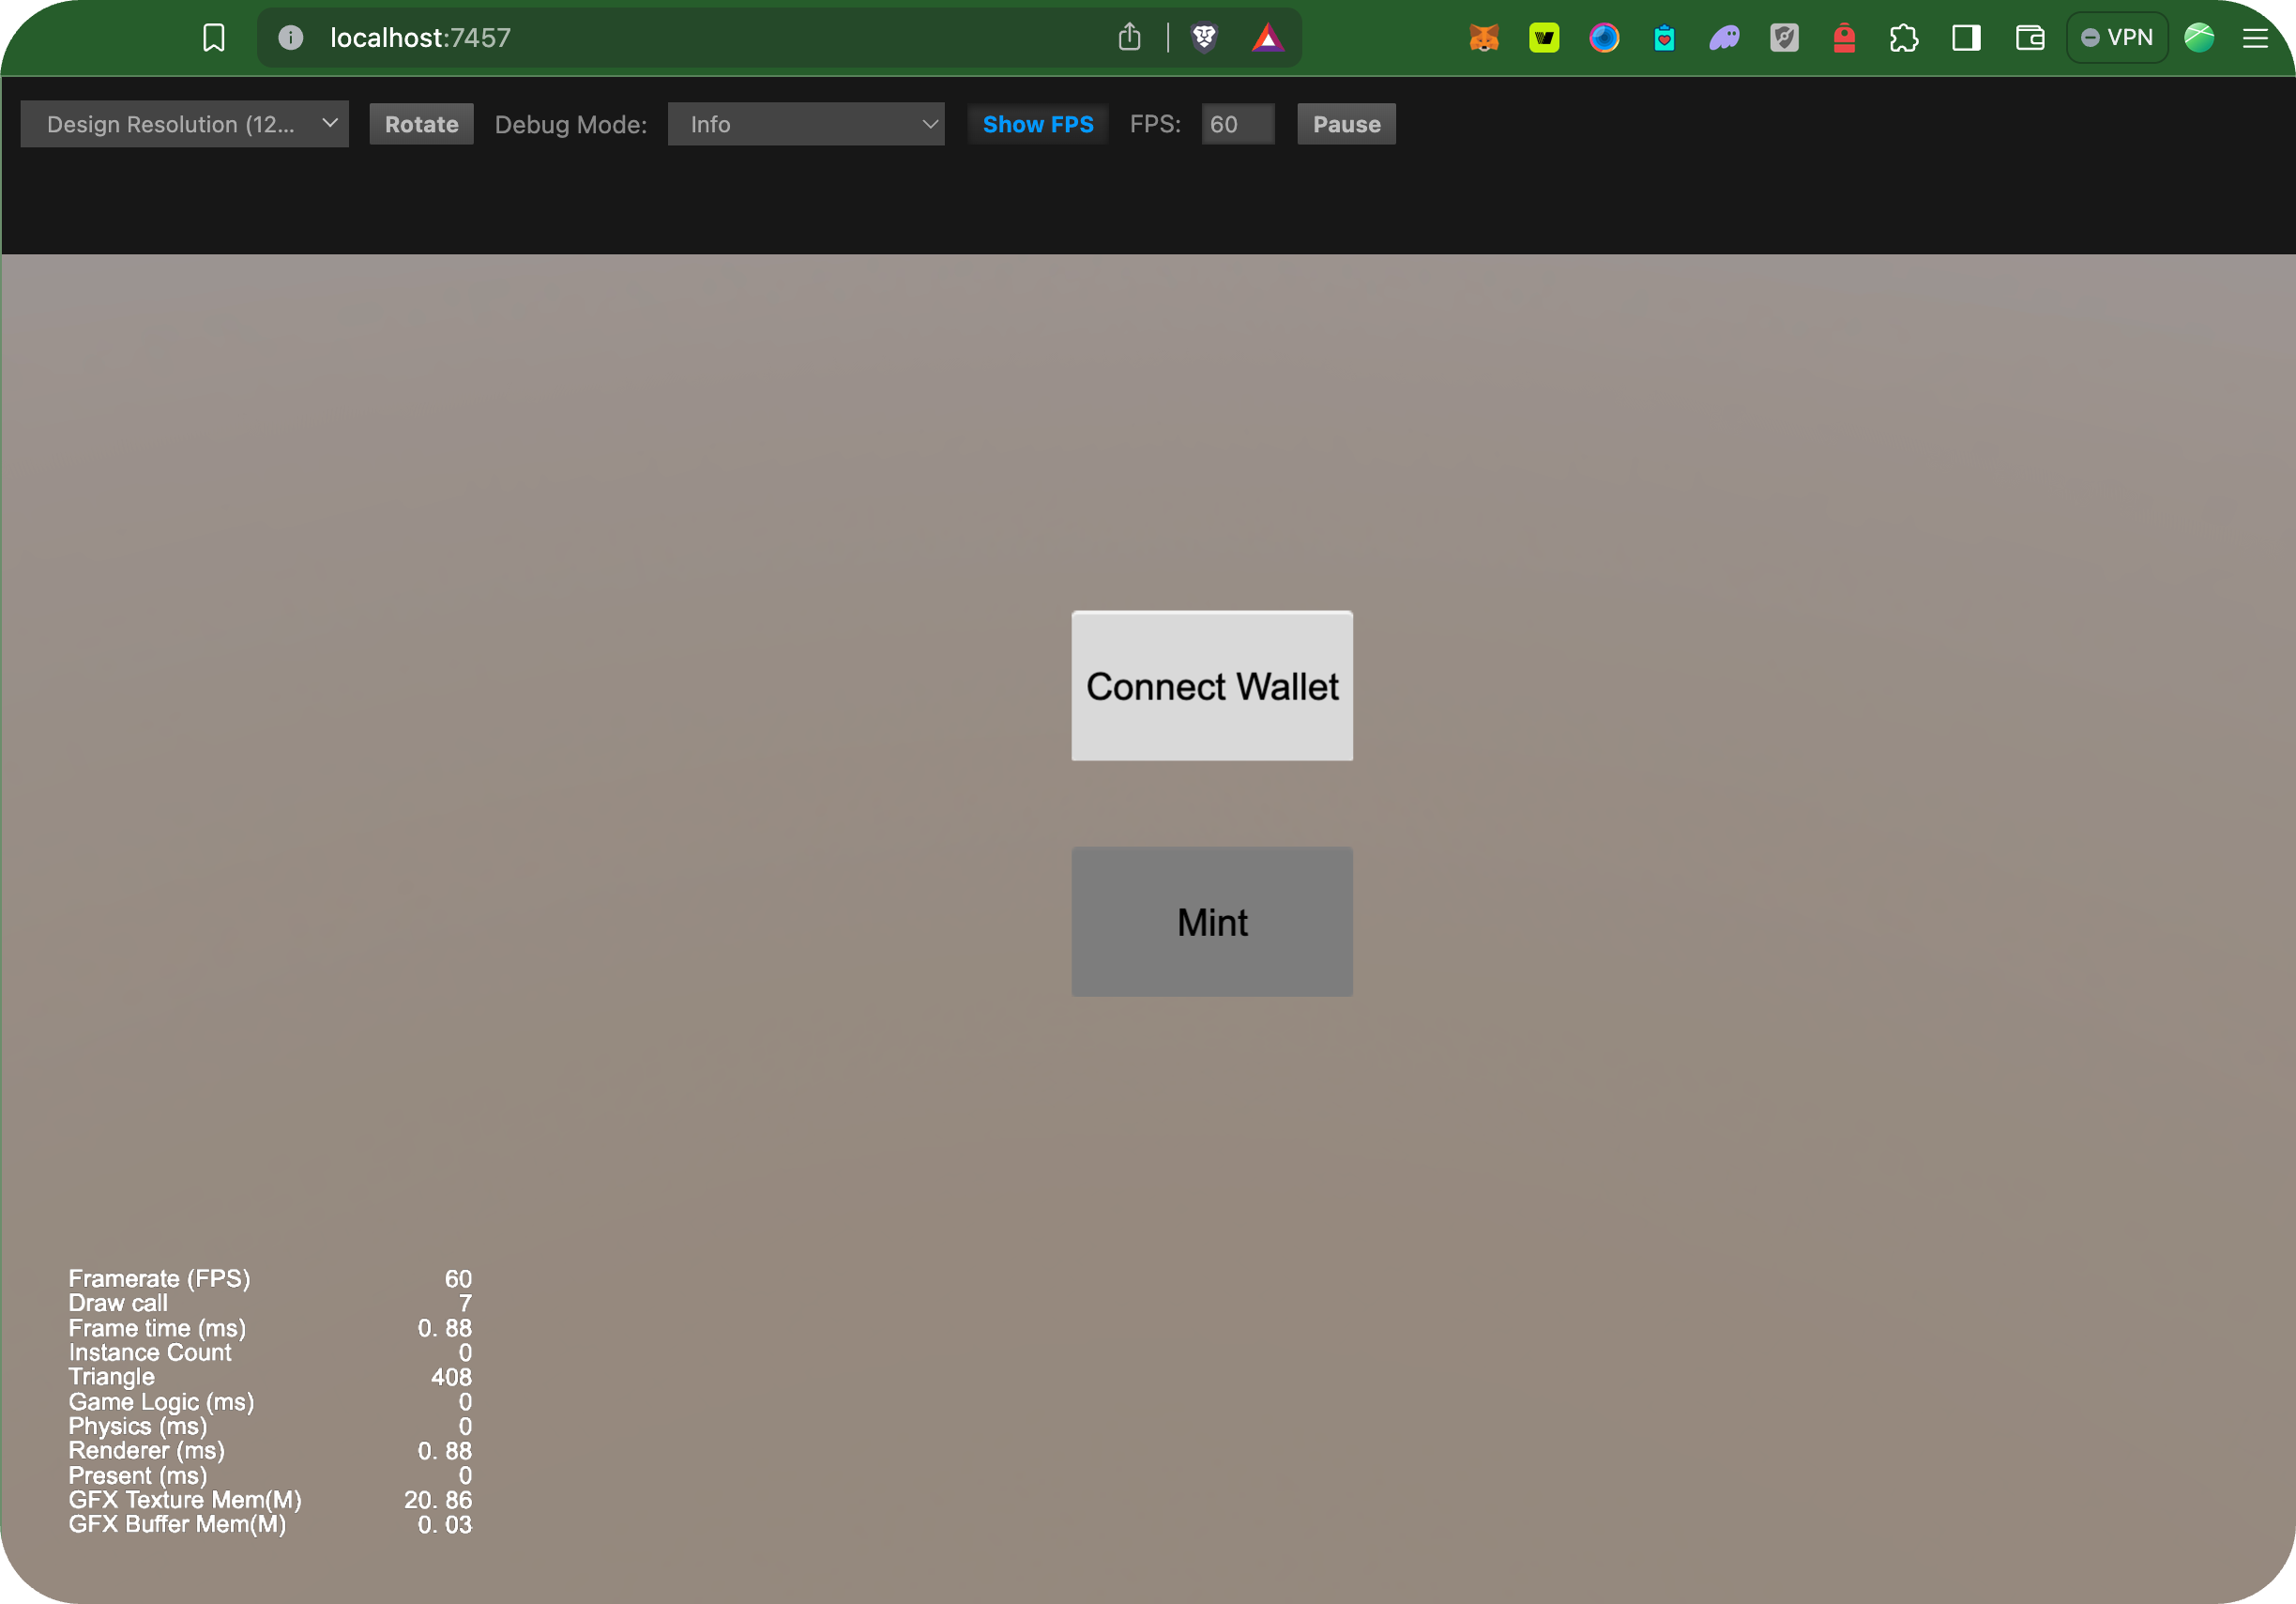 localhost:7457
VPN
Design Resolution (12...
Rotate
Debug Mode:
Info
Show FPS
FPS:
60
Pause
Connect Wallet
Mint
Framerate (FPS) 60
Draw call 7
Frame time (ms) 0. 88
Instance Count 0
Triangle 408
Game Logic (ms) 0
Physics (ms) 0
Renderer (ms) 0. 88
Present (ms) 0
GFX Texture Mem(M) 20. 86
GFX Buffer Mem(M) 0. 03